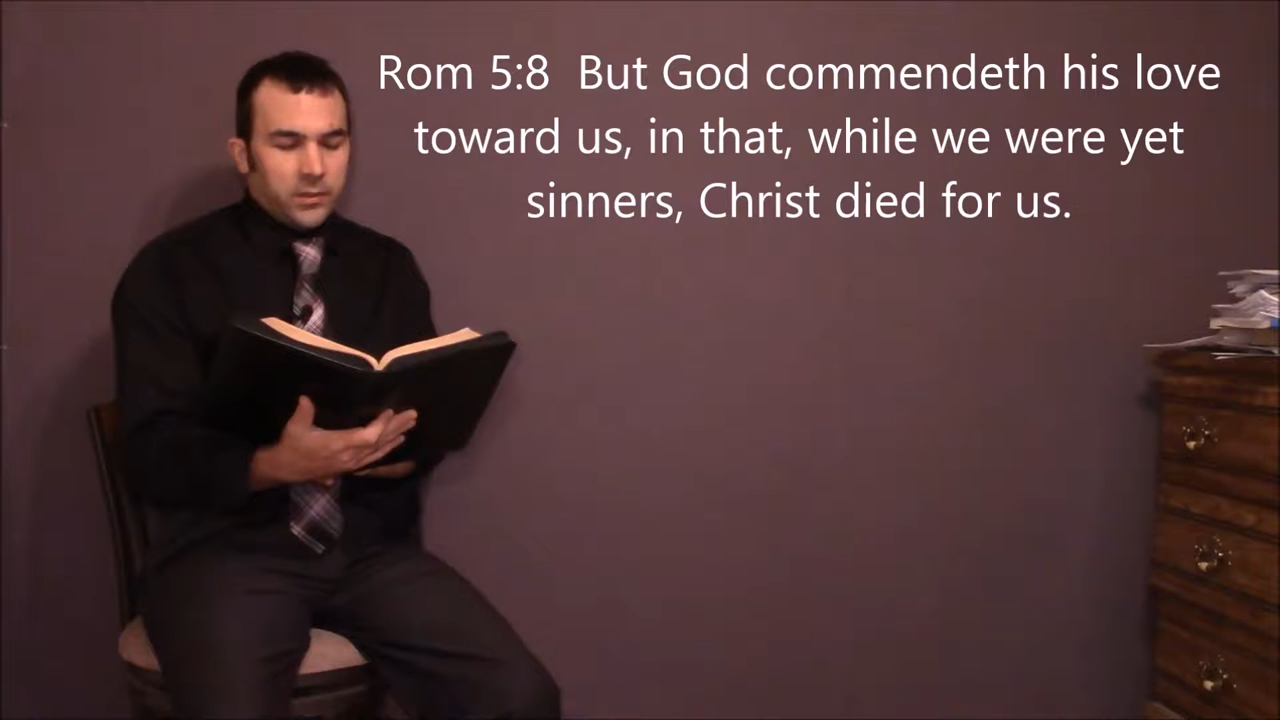 Rom 5:8  But God commendeth his love
toward us, in that, while we were yet
sinners, Christ died for us.